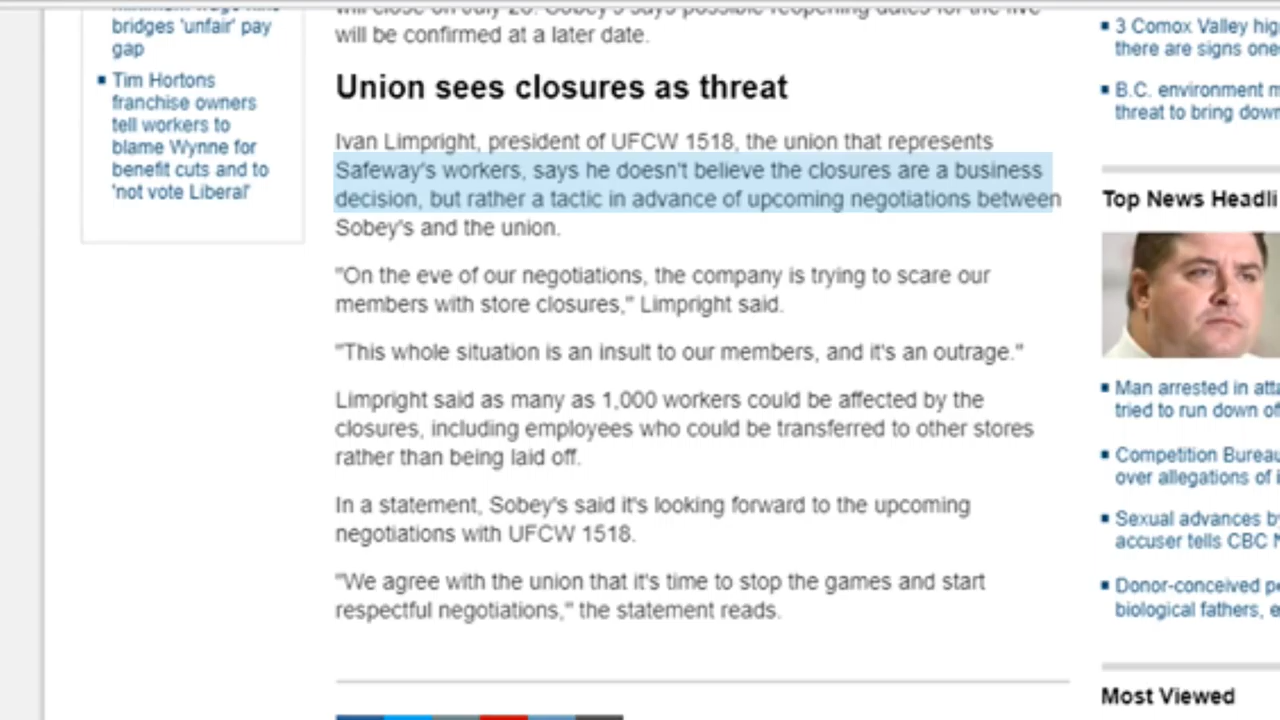 bridges 'unfair' pay
gap
Tim Hortons
franchise owners
tell workers to
blame Wynne for
benefit cuts and to
'not vote Liberal'
will close on July 28. Sobey's says possible reopening dates for the five
will be confirmed at a later date.
Union sees closures as threat
Ivan Limpright, president of UFCW 1518, the union that represents
Safeway's workers, says he doesn't believe the closures are a business
decision, but rather a tactic in advance of upcoming negotiations between
Sobey's and the union.
"On the eve of our negotiations, the company is trying to scare our
members with store closures," Limpright said.
"This whole situation is an insult to our members, and it's an outrage."
Limpright said as many as 1,000 workers could be affected by the
closures, including employees who could be transferred to other stores
rather than being laid off.
In a statement, Sobey's said it's looking forward to the upcoming
negotiations with UFCW 1518.
"We agree with the union that it's time to stop the games and start
respectful negotiations," the statement reads.
3 Comox Valley
there are signs one
B.C. environment
threat to bring down
Top News
Man arrested in
tried to run down
Competition
over allegations of
Sexual advances
accuser tells CBC
Donor-conceived
biological fathers,
Most Viewed